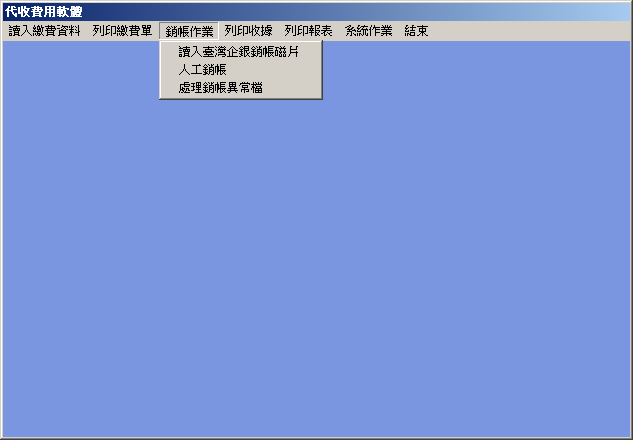 代收費用軟體
讀入繳費資料 列印繳費單 銷帳作業 列印收據 列印報表 系統作業 結束
讀入臺灣企銀銷帳磁片
人工銷帳
處理銷帳異常檔